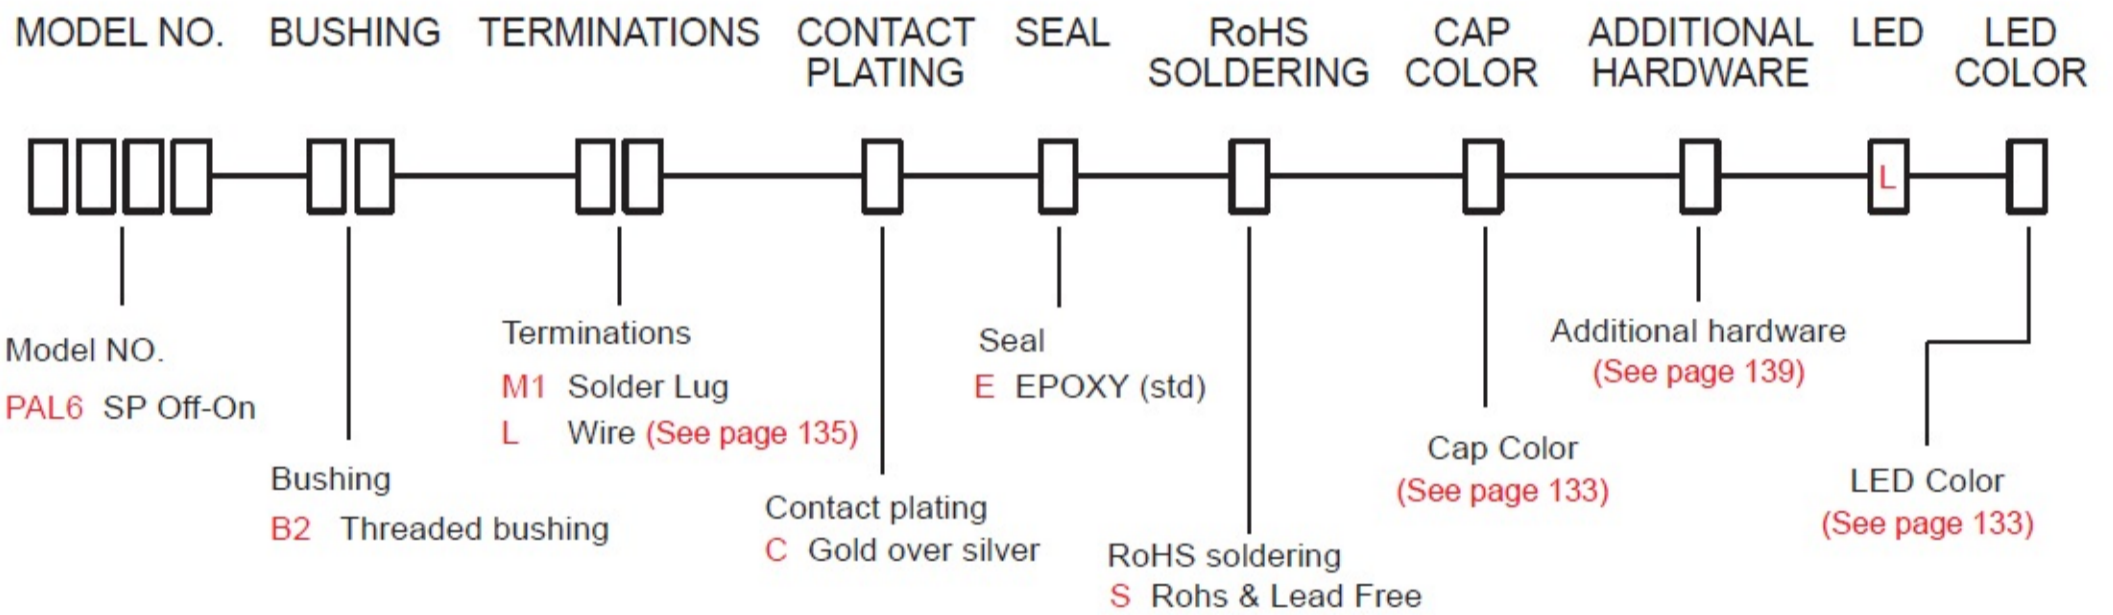 MODEL NO. BUSHING TERMINATIONS CONTACT PLATING SEAL RoHS SOLDERING CAP COLOR ADDITIONAL HARDWARE LED LED COLOR
L
Model NO.
PAL6 SP Off-On
Bushing
B2 Threaded bushing
Terminations
M1 Solder Lug
L Wire (See page 135)
Contact plating
C Gold over silver
Seal
E EPOXY (std)
RoHS soldering
S Rohs & Lead Free
Cap Color
(See page 133)
Additional hardware
(See page 139)
LED Color
(See page 133)